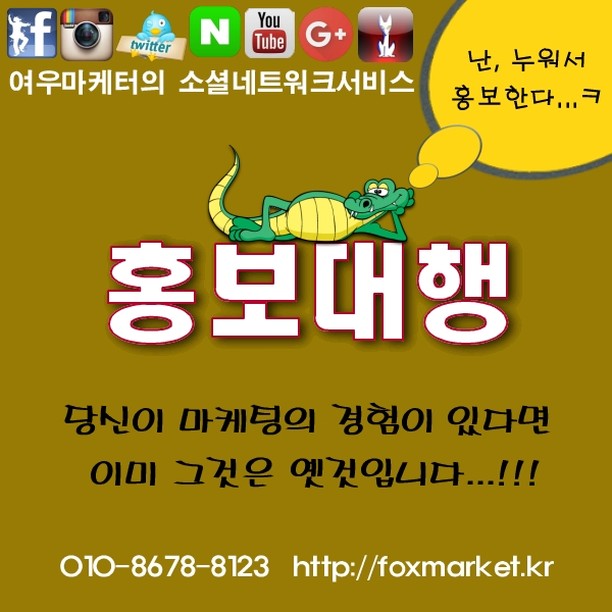 f
twitter
N
You
Tube
G+
여우마케터의 소셜네트워크서비스
난, 누워서
홍보한다...ㅋ
홍보대행
당신이 마케팅의 경험이 있다면
이미 그것은 옛것입니다...!!!
010-8678-8123 http://foxmarket.kr